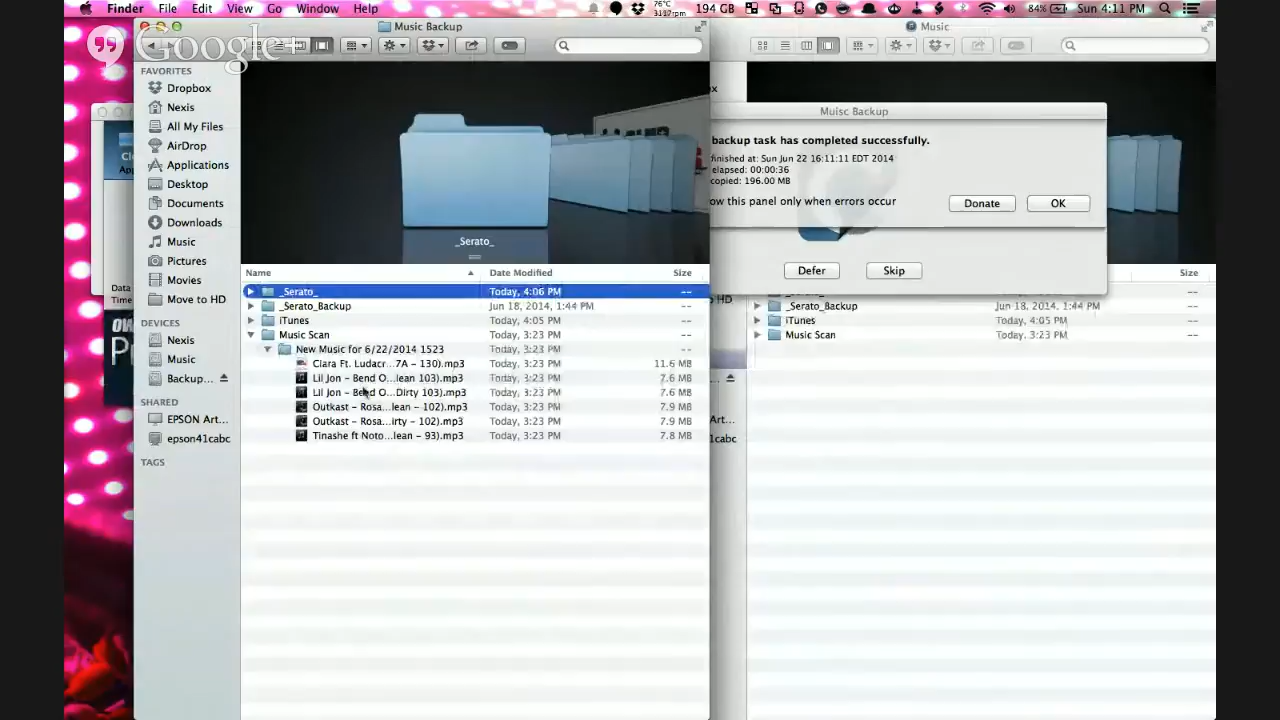 Finder File Edit View Go Window Help
76°C
3117rpm
194 GB
84%
Sun 4:11 PM
Google+
Music Backup
Music
FAVORITES
Dropbox
Nexis
All My Files
AirDrop
Applications
Desktop
Documents
Downloads
Music
Pictures
Movies
Move to HD
DEVICES
Nexis
Music
Backup...
SHARED
EPSON Art...
epson41cabc
TAGS
_Serato_
Name Date Modified Size
_Serato_ Today, 4:06 PM --
_Serato_Backup Jun 18, 2014, 1:44 PM --
iTunes Today, 4:05 PM --
Music Scan Today, 3:23 PM --
New Music for 6/22/2014 1523 Today, 3:23 PM --
Ciara Ft. Ludacr...7A - 130).mp3 Today, 3:23 PM 11.6 MB
Lil Jon - Bend O...lean 103).mp3 Today, 3:23 PM 7.6 MB
Lil Jon - Bend O...Dirty 103).mp3 Today, 3:23 PM 7.6 MB
Outkast - Rosa...lean - 102).mp3 Today, 3:23 PM 7.9 MB
Outkast - Rosa...irty - 102).mp3 Today, 3:23 PM 7.9 MB
Tinashe ft Noto...lean - 93).mp3 Today, 3:23 PM 7.8 MB
Muisc Backup
backup task has completed successfully.
finished at: Sun Jun 22 16:11:11 EDT 2014
elapsed: 00:00:36
copied: 196.00 MB
ow this panel only when errors occur
Donate OK
Defer Skip
Size
_Serato_Backup Jun 18, 2014, 1:44 PM --
iTunes Today, 4:05 PM --
Music Scan Today, 3:23 PM --
ox
to HD
Art...
1cabc
Data
Time